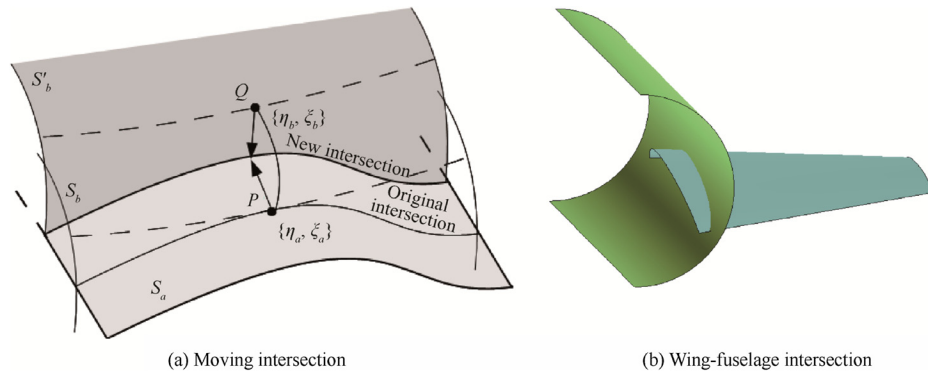 S′b
Q
{ηb, ξb}
New intersection
Sb
P
Original
intersection
{ηa, ξa}
Sa
(a) Moving intersection
(b) Wing-fuselage intersection